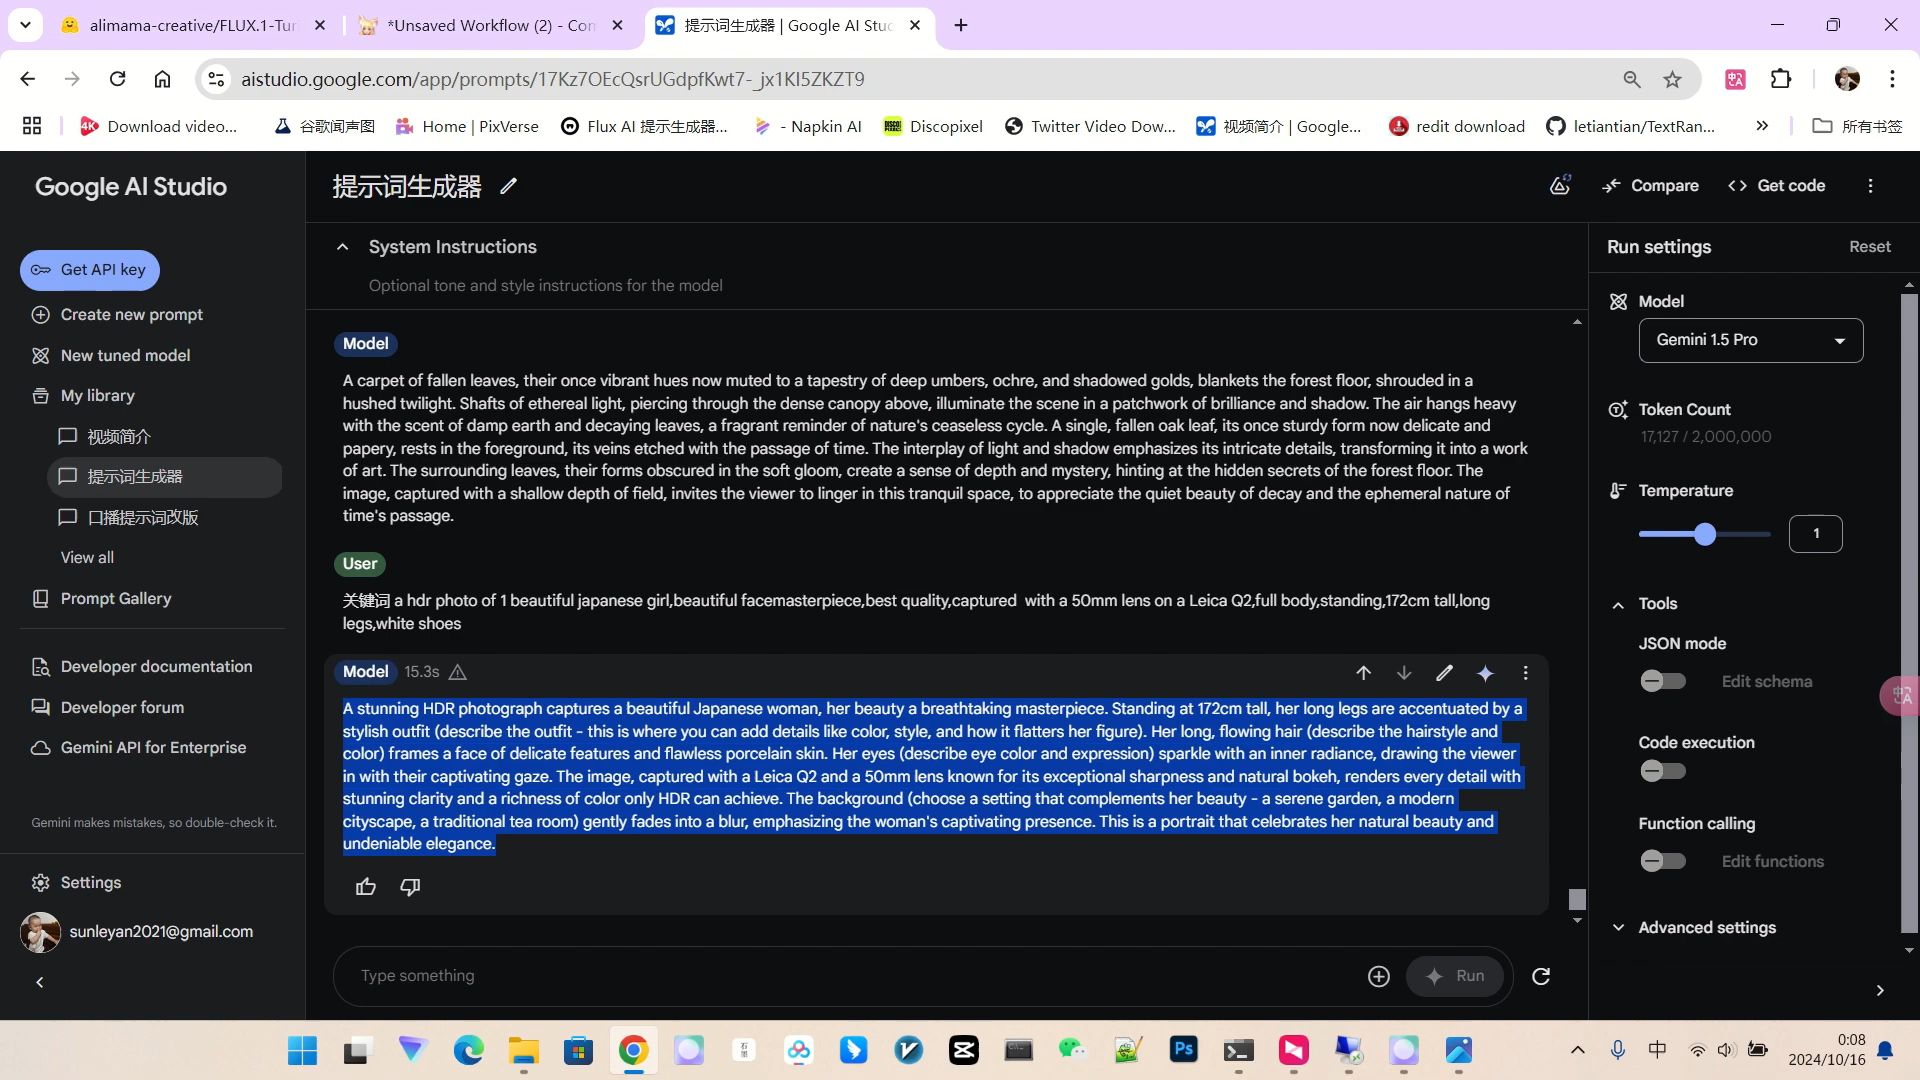 alimama-creative/FLUX.1-Tur
*Unsaved Workflow (2) - Con
提示词生成器 | Google AI Stud
aistudio.google.com/app/prompts/17Kz7OEcQsrUGdpfKwt7-_jx1KI5ZKZT9
Download video...
谷歌闻声图
Home | PixVerse
Flux AI 提示生成器...
- Napkin AI
Discopixel
Twitter Video Dow...
视频简介 | Google...
redit download
letiantian/TextRan...
所有书签
Google AI Studio
提示词生成器
Compare
Get code
Get API key
Create new prompt
New tuned model
My library
视频简介
提示词生成器
口播提示词改版
View all
Prompt Gallery
Developer documentation
Developer forum
Gemini API for Enterprise
Gemini makes mistakes, so double-check it.
Settings
sunleyan2021@gmail.com
System Instructions
Optional tone and style instructions for the model
Model
A carpet of fallen leaves, their once vibrant hues now muted to a tapestry of deep umbers, ochre, and shadowed golds, blankets the forest floor, shrouded in a
hushed twilight. Shafts of ethereal light, piercing through the dense canopy above, illuminate the scene in a patchwork of brilliance and shadow. The air hangs heavy
with the scent of damp earth and decaying leaves, a fragrant reminder of nature's ceaseless cycle. A single, fallen oak leaf, its once sturdy form now delicate and
papery, rests in the foreground, its veins etched with the passage of time. The interplay of light and shadow emphasizes its intricate details, transforming it into a work
of art. The surrounding leaves, their forms obscured in the soft gloom, create a sense of depth and mystery, hinting at the hidden secrets of the forest floor. The
image, captured with a shallow depth of field, invites the viewer to linger in this tranquil space, to appreciate the quiet beauty of decay and the ephemeral nature of
time's passage.
User
关键词 a hdr photo of 1 beautiful japanese girl,beautiful facemasterpiece,best quality,captured  with a 50mm lens on a Leica Q2,full body,standing,172cm tall,long
legs,white shoes
Model 15.3s
A stunning HDR photograph captures a beautiful Japanese woman, her beauty a breathtaking masterpiece. Standing at 172cm tall, her long legs are accentuated by a
stylish outfit (describe the outfit - this is where you can add details like color, style, and how it flatters her figure). Her long, flowing hair (describe the hairstyle and
color) frames a face of delicate features and flawless porcelain skin. Her eyes (describe eye color and expression) sparkle with an inner radiance, drawing the viewer
in with their captivating gaze. The image, captured with a Leica Q2 and a 50mm lens known for its exceptional sharpness and natural bokeh, renders every detail with
stunning clarity and a richness of color only HDR can achieve. The background (choose a setting that complements her beauty - a serene garden, a modern
cityscape, a traditional tea room) gently fades into a blur, emphasizing the woman's captivating presence. This is a portrait that celebrates her natural beauty and
undeniable elegance.
Type something
Run
Run settings
Reset
Model
Gemini 1.5 Pro
Token Count
17,127 / 2,000,000
Temperature
1
Tools
JSON mode
Edit schema
Code execution
Function calling
Edit functions
Advanced settings
中
0:08
2024/10/16